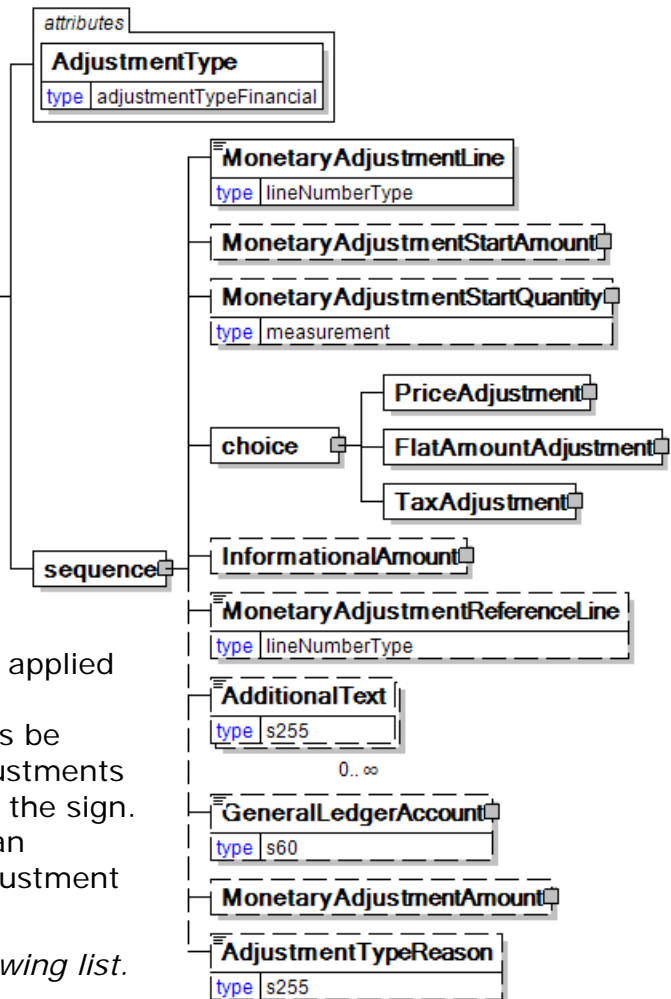 attributes
AdjustmentType
type adjustmentTypeFinancial
MonetaryAdjustmentLine
type lineNumberType
MonetaryAdjustmentStartAmount
MonetaryAdjustmentStartQuantity
type measurement
choice
PriceAdjustment
FlatAmountAdjustment
TaxAdjustment
sequence
InformationalAmount
MonetaryAdjustmentReferenceLine
type lineNumberType
AdditionalText
type s255
0.. ∞
GeneralLedgerAccount
type s60
MonetaryAdjustmentAmount
AdjustmentTypeReason
type s255
applied
s be
ustments
the sign.
an
justment
wing list.